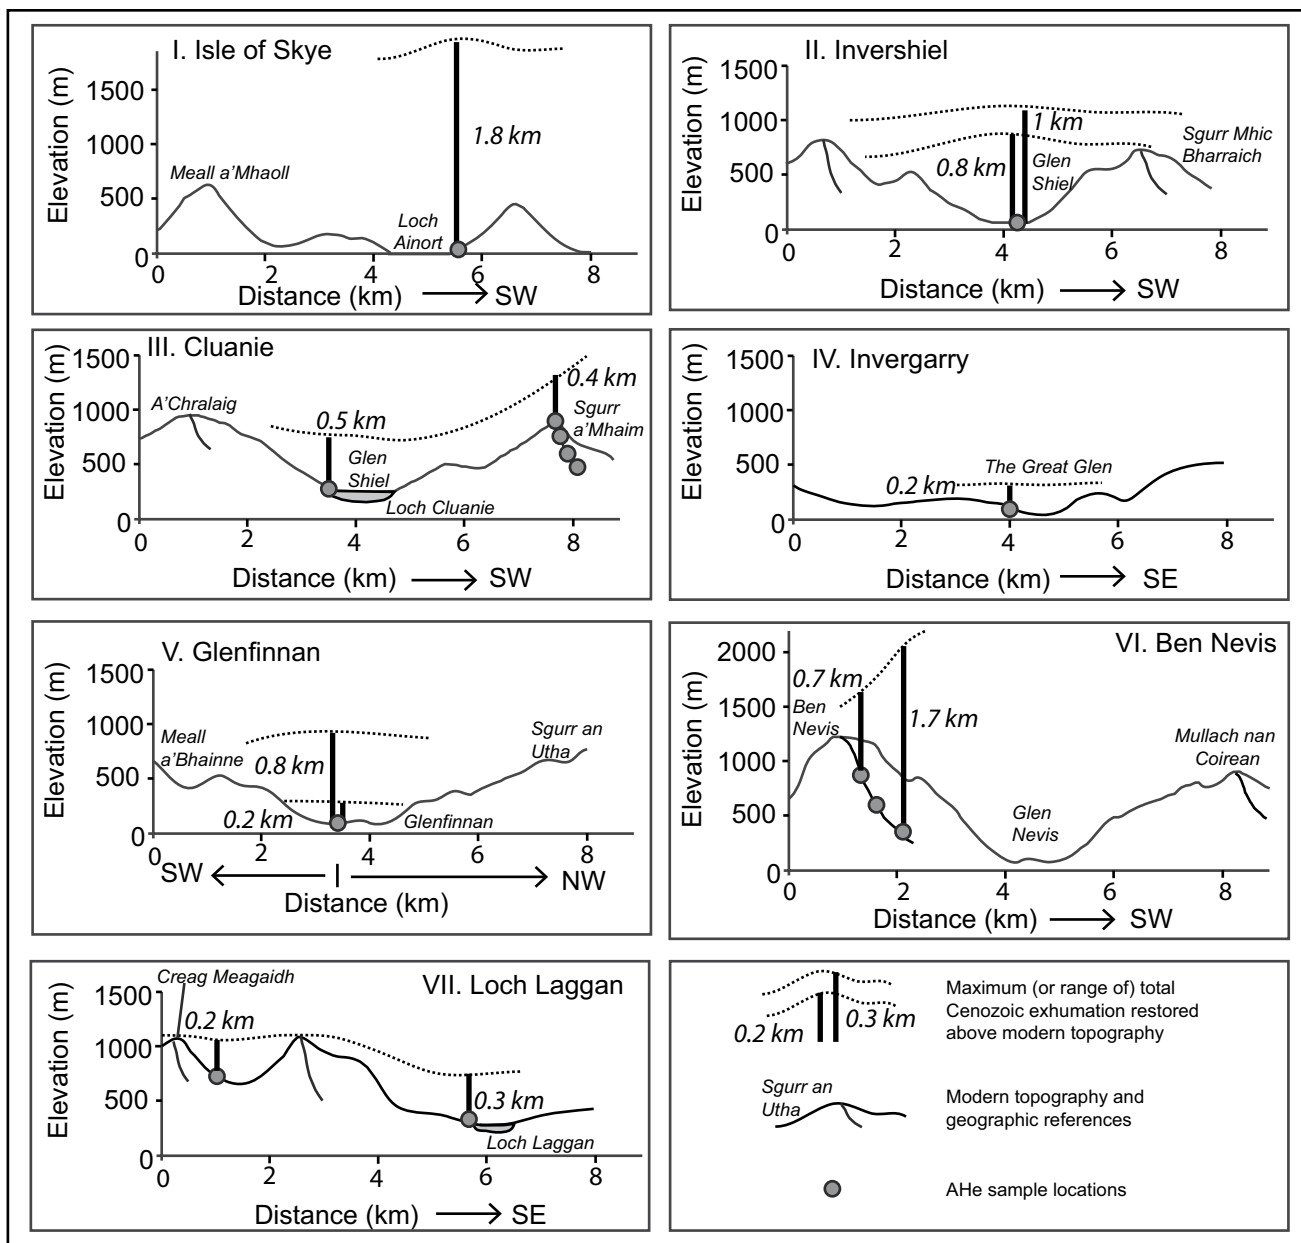 I. Isle of Skye
Elevation (m)
1500
1000
500
0
1.8 km
Meall a'Mhaoll
Loch
Ainort
0 2 4 6 8
Distance (km) SW
II. Invershiel
Elevation (m)
1500
1000
500
0
1 km
0.8 km
Glen
Shiel
Sgurr Mhic
Bharraich
0 2 4 6 8
Distance (km) SW
III. Cluanie
Elevation (m)
1500
1000
500
0
A'Chralaig
0.5 km
0.4 km
Sgurr
a'Mhaim
Glen
Shiel
Loch Cluanie
0 2 4 6 8
Distance (km) SW
IV. Invergarry
Elevation (m)
1500
1000
500
0
The Great Glen
0.2 km
0 2 4 6 8
Distance (km) SE
V. Glenfinnan
Elevation (m)
1500
1000
500
0
Meall
a'Bhainne
Sgurr an
Utha
0.8 km
0.2 km
Glenfinnan
0 2 4 6 8
SW NW
Distance (km)
VI. Ben Nevis
Elevation (m)
2000
1500
1000
500
0
0.7 km
Ben
Nevis
1.7 km
Mullach nan
Coirean
Glen
Nevis
0 2 4 6 8
Distance (km) SW
Creag Meagaidh
VII. Loch Laggan
Elevation (m)
1500
1000
500
0
0.2 km
0.3 km
Loch Laggan
0 2 4 6 8
Distance (km) SE
0.2 km
0.3 km
Maximum (or range of) total
Cenozoic exhumation restored
above modern topography
Sgurr an
Utha
Modern topography and
geographic references
AHe sample locations